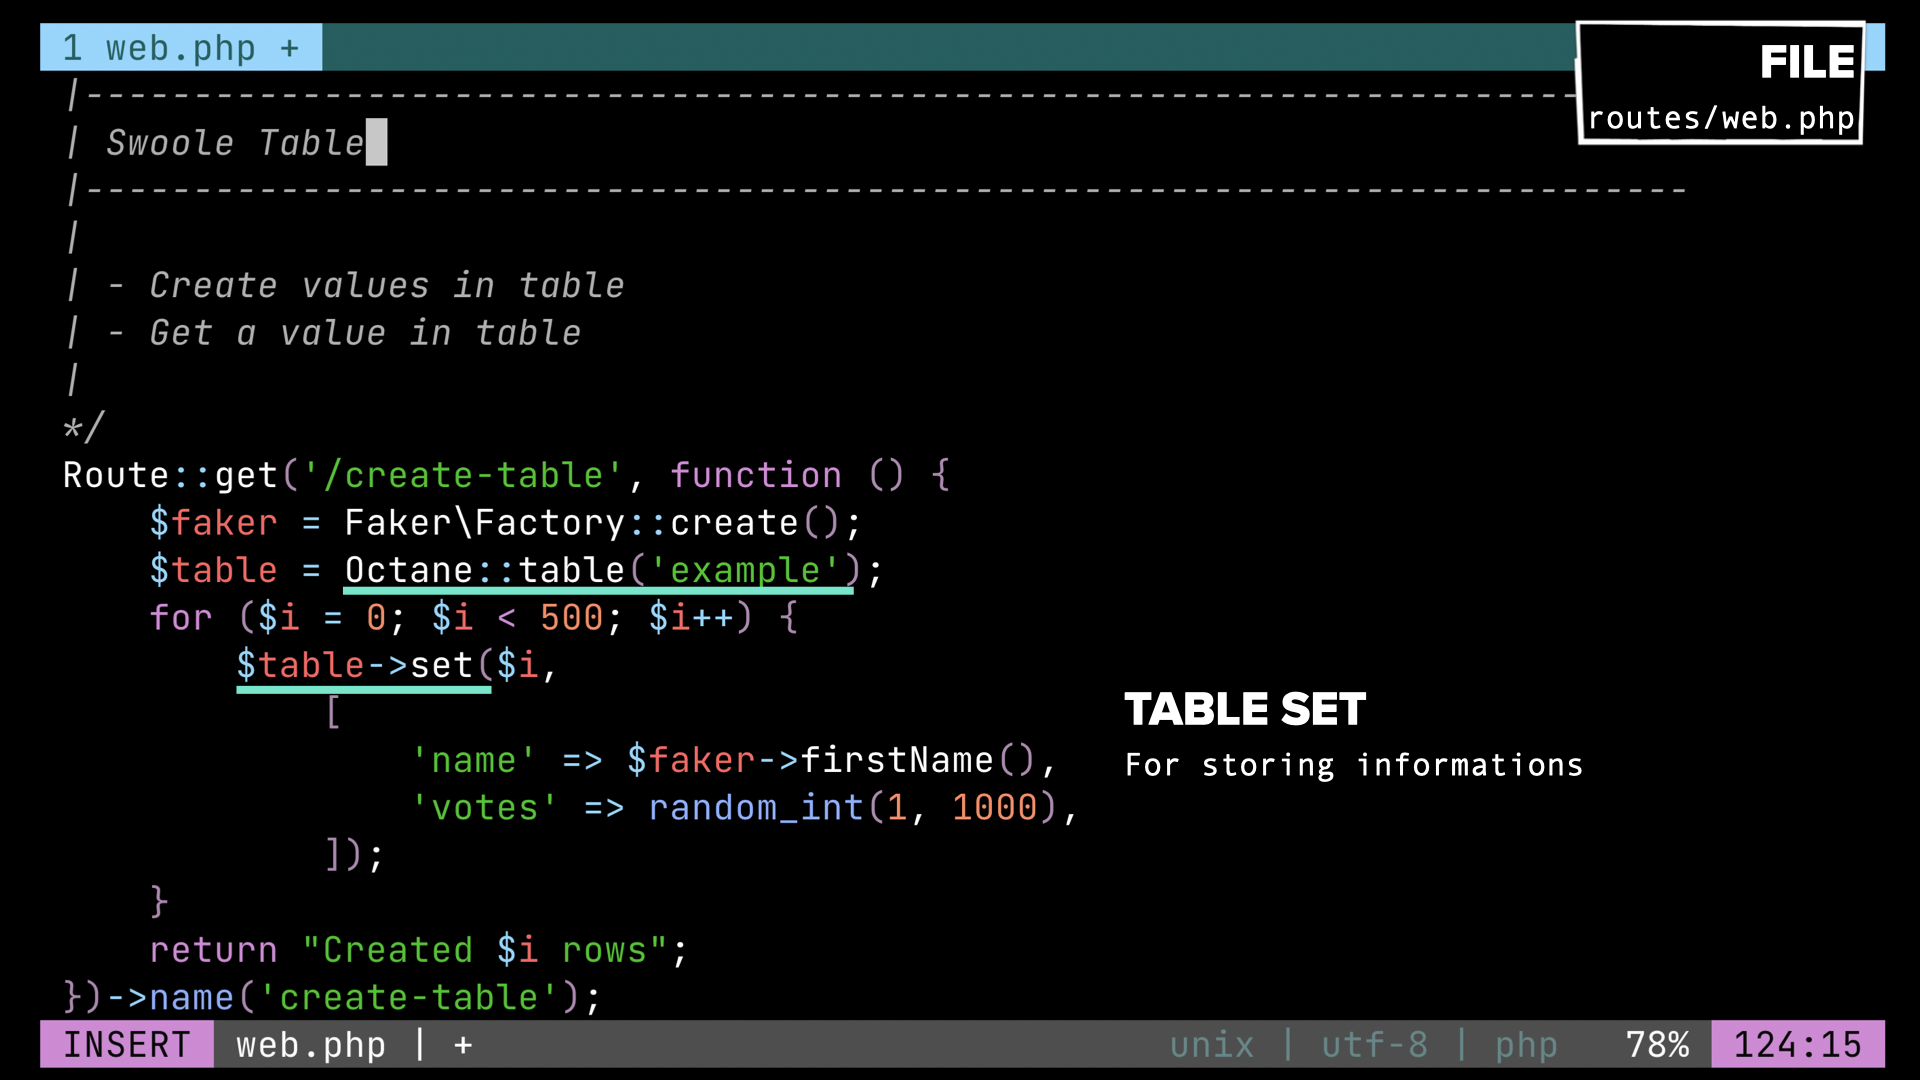 1 web.php +
FILE
routes/web.php
|---------------------------------------------------------------------
| Swoole Table
|--------------------------------------------------------------------------
|
| - Create values in table
| - Get a value in table
|
*/
Route::get('/create-table', function () {
    $faker = Faker\Factory::create();
    $table = Octane::table('example');
    for ($i = 0; $i < 500; $i++) {
        $table->set($i,
            [
                'name' => $faker->firstName(),
                'votes' => random_int(1, 1000),
            ]);
    }
    return "Created $i rows";
})->name('create-table');
TABLE SET
For storing informations
INSERT web.php | + unix | utf-8 | php 78% 124:15